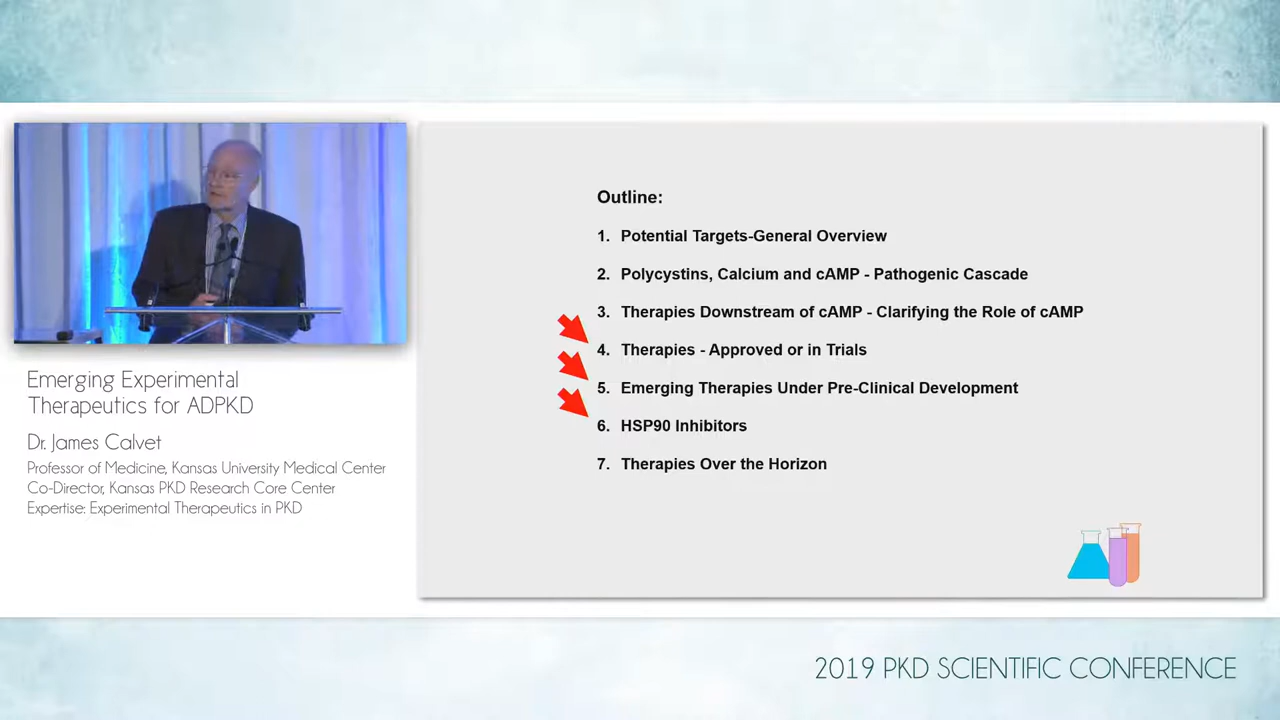 Emerging Experimental
Therapeutics for ADPKD
Dr. James Calvet
Professor of Medicine, Kansas University Medical Center
Co-Director, Kansas PKD Research Core Center
Expertise: Experimental Therapeutics in PKD
Outline:
1. Potential Targets-General Overview
2. Polycystins, Calcium and cAMP - Pathogenic Cascade
3. Therapies Downstream of cAMP - Clarifying the Role of cAMP
4. Therapies - Approved or in Trials
5. Emerging Therapies Under Pre-Clinical Development
6. HSP90 Inhibitors
7. Therapies Over the Horizon
2019 PKD SCIENTIFIC CONFERENCE